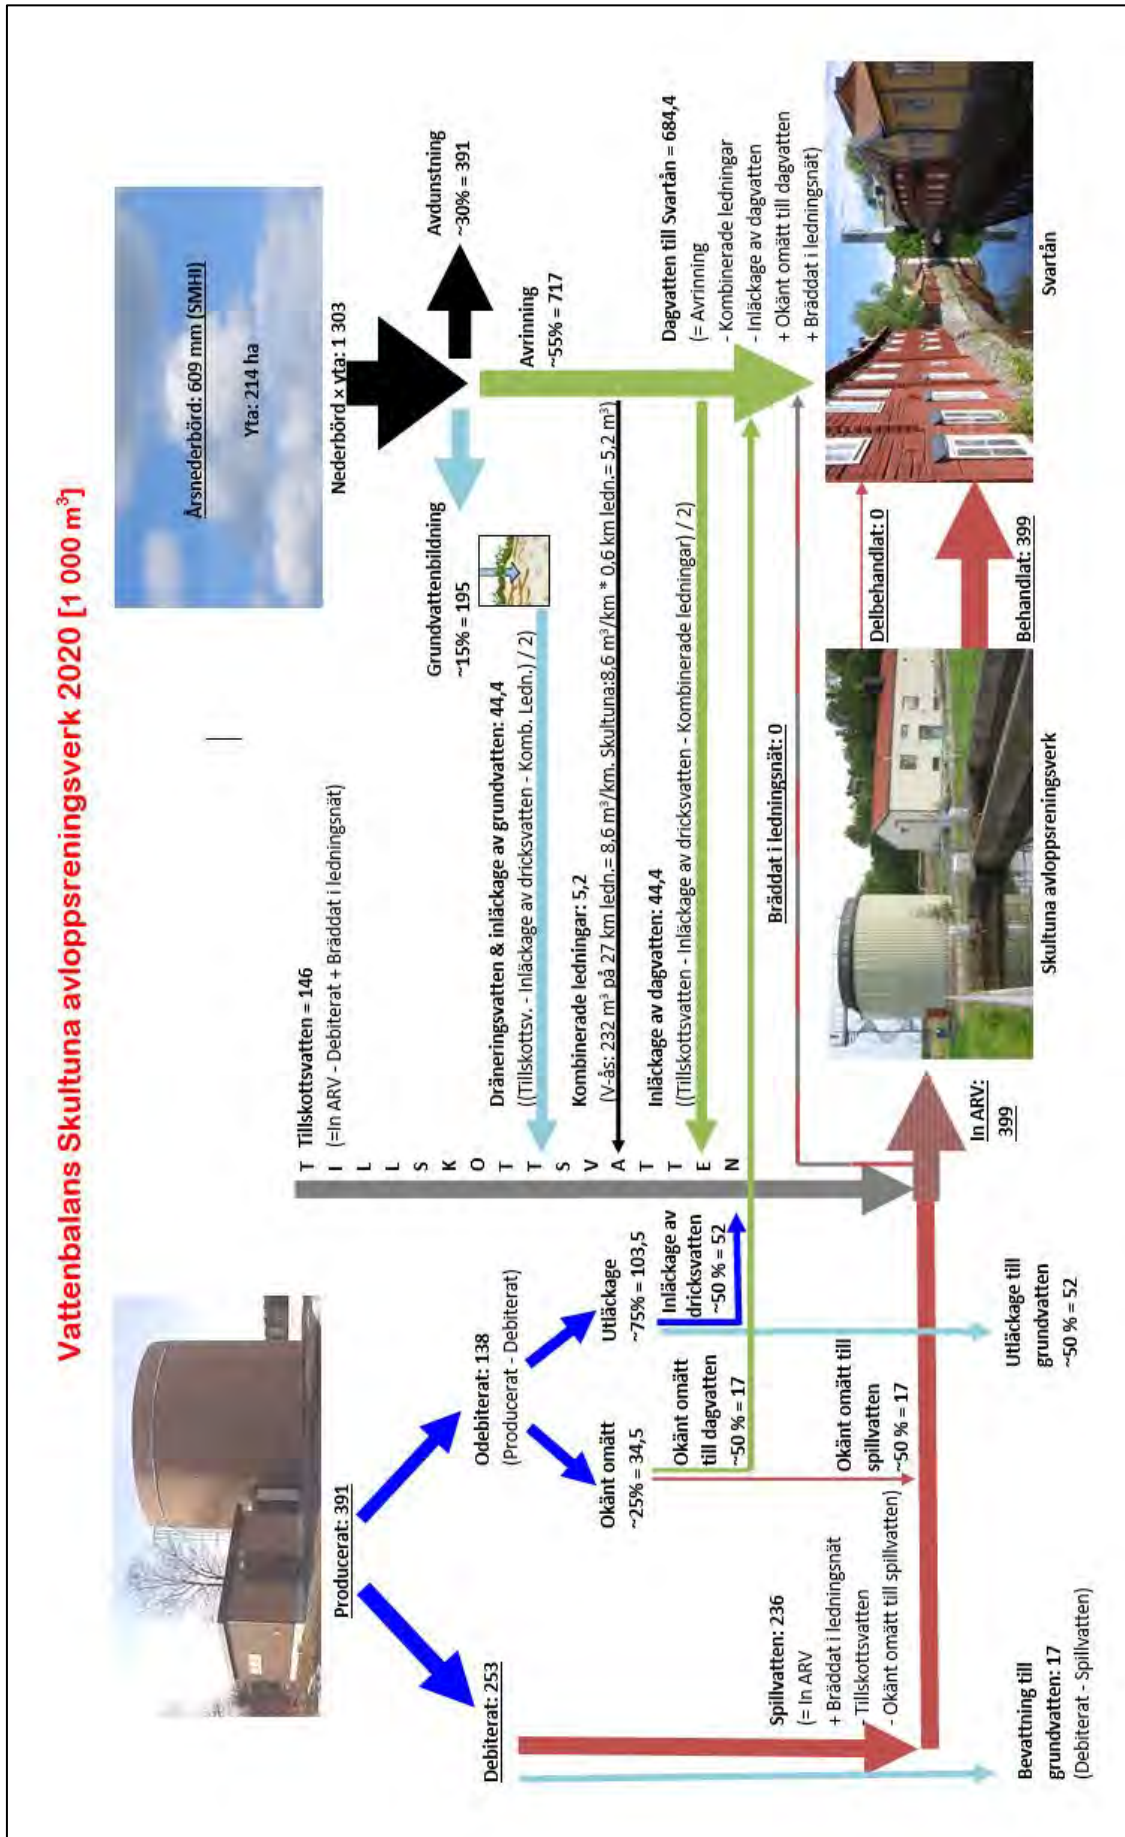 Vattenbalans Skultuna avloppsreningsverk 2020 [1 000 m³]
Producerat: 391
Debiterat: 253
Odebiterat: 138
(Producerat - Debiterat)
Okänt omätt
~25% = 34,5
Utläckage
~75% = 103,5
Okänt omätt
till dagvatten
~50 % = 17
Inläckage av
dricksvatten
~50 % = 52
Spillvatten: 236
(= In ARV
+ Bräddat i ledningsnät
- Tillskottsvatten
- Okänt omätt till spillvatten)
Okänt omätt till
spillvatten
~50 % = 17
Bevattning till
grundvatten: 17
(Debiterat - Spillvatten)
Utläckage till
grundvatten
~50 % = 52
Tillskottsvatten = 146
(=In ARV - Debiterat + Bräddat i ledningsnät)
T I L L S K O T T S V A T T E N
Årsnederbörd: 609 mm (SMHI)
Yta: 214 ha
Nederbörd × yta: 1 303
Grundvattenbildning
~15% = 195
Avdunstning
~30% = 391
Avrinning
~55% = 717
Dräneringsvatten & inläckage av grundvatten: 44,4
((Tillskottsv. - Inläckage av dricksvatten - Komb. Ledn.) / 2)
Kombinerade ledningar: 5,2
(V-ås: 232 m³ på 27 km ledn.= 8,6 m³/km. Skultuna:8,6 m³/km * 0,6 km ledn.= 5,2 m³)
Inläckage av dagvatten: 44,4
((Tillskottsvatten - Inläckage av dricksvatten - Kombinerade ledningar) / 2)
Dagvatten till Svartån = 684,4
(= Avrinning
- Kombinerade ledningar
- Inläckage av dagvatten
+ Okänt omätt till dagvatten
+ Bräddat i ledningsnät)
Bräddat i ledningsnät: 0
In ARV:
399
Skultuna avloppsreningsverk
Delbehandlat: 0
Behandlat: 399
Svartån